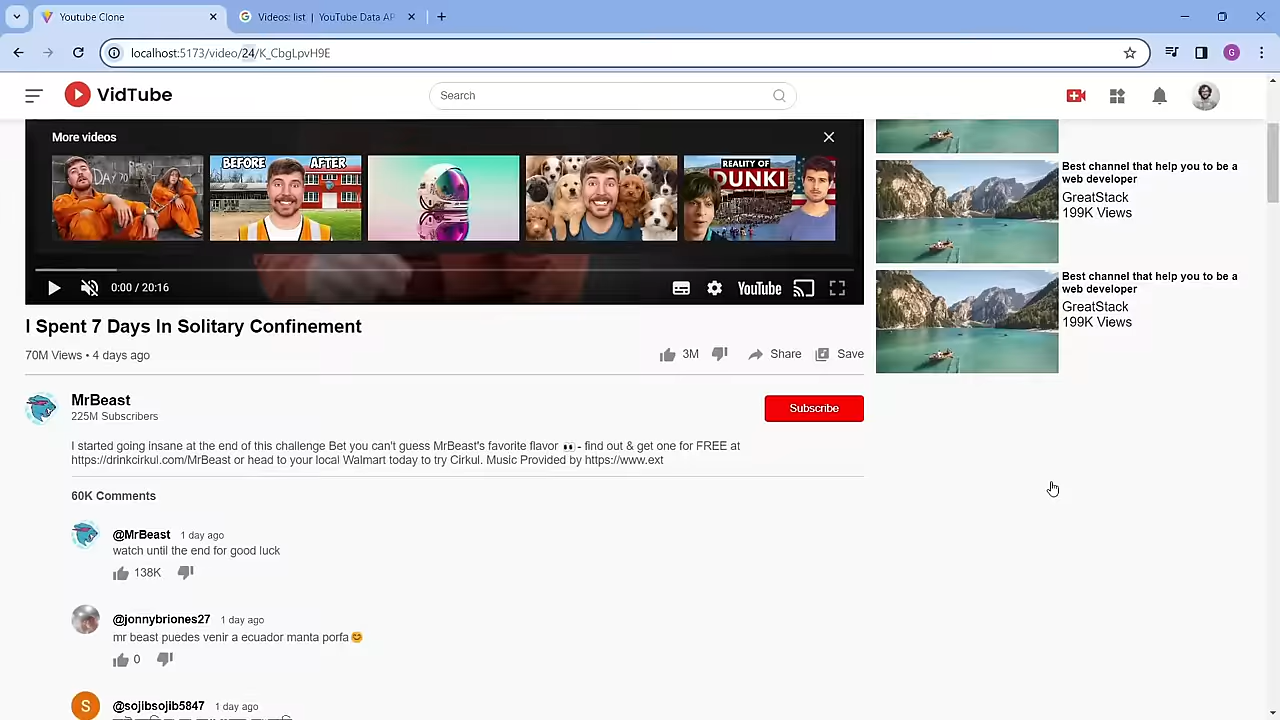 Youtube Clone
Videos: list | YouTube Data AP
localhost:5173/video/24/K_CbgLpvH9E
G
VidTube
Search
More videos
DAY 70
BEFORE AFTER
REALITY OF
DUNKI
0:00 / 20:16
YouTube
I Spent 7 Days In Solitary Confinement
70M Views • 4 days ago
3M
Share
Save
MrBeast
225M Subscribers
Subscribe
I started going insane at the end of this challenge Bet you can't guess MrBeast's favorite flavor 👀 - find out & get one for FREE at
https://drinkcirkul.com/MrBeast or head to your local Walmart today to try Cirkul. Music Provided by https://www.ext
60K Comments
@MrBeast 1 day ago
watch until the end for good luck
138K
@jonnybriones27 1 day ago
mr beast puedes venir a ecuador manta porfa😊
0
S
@sojibsojib5847 1 day ago
Best channel that help you to be a
web developer
GreatStack
199K Views
Best channel that help you to be a
web developer
GreatStack
199K Views